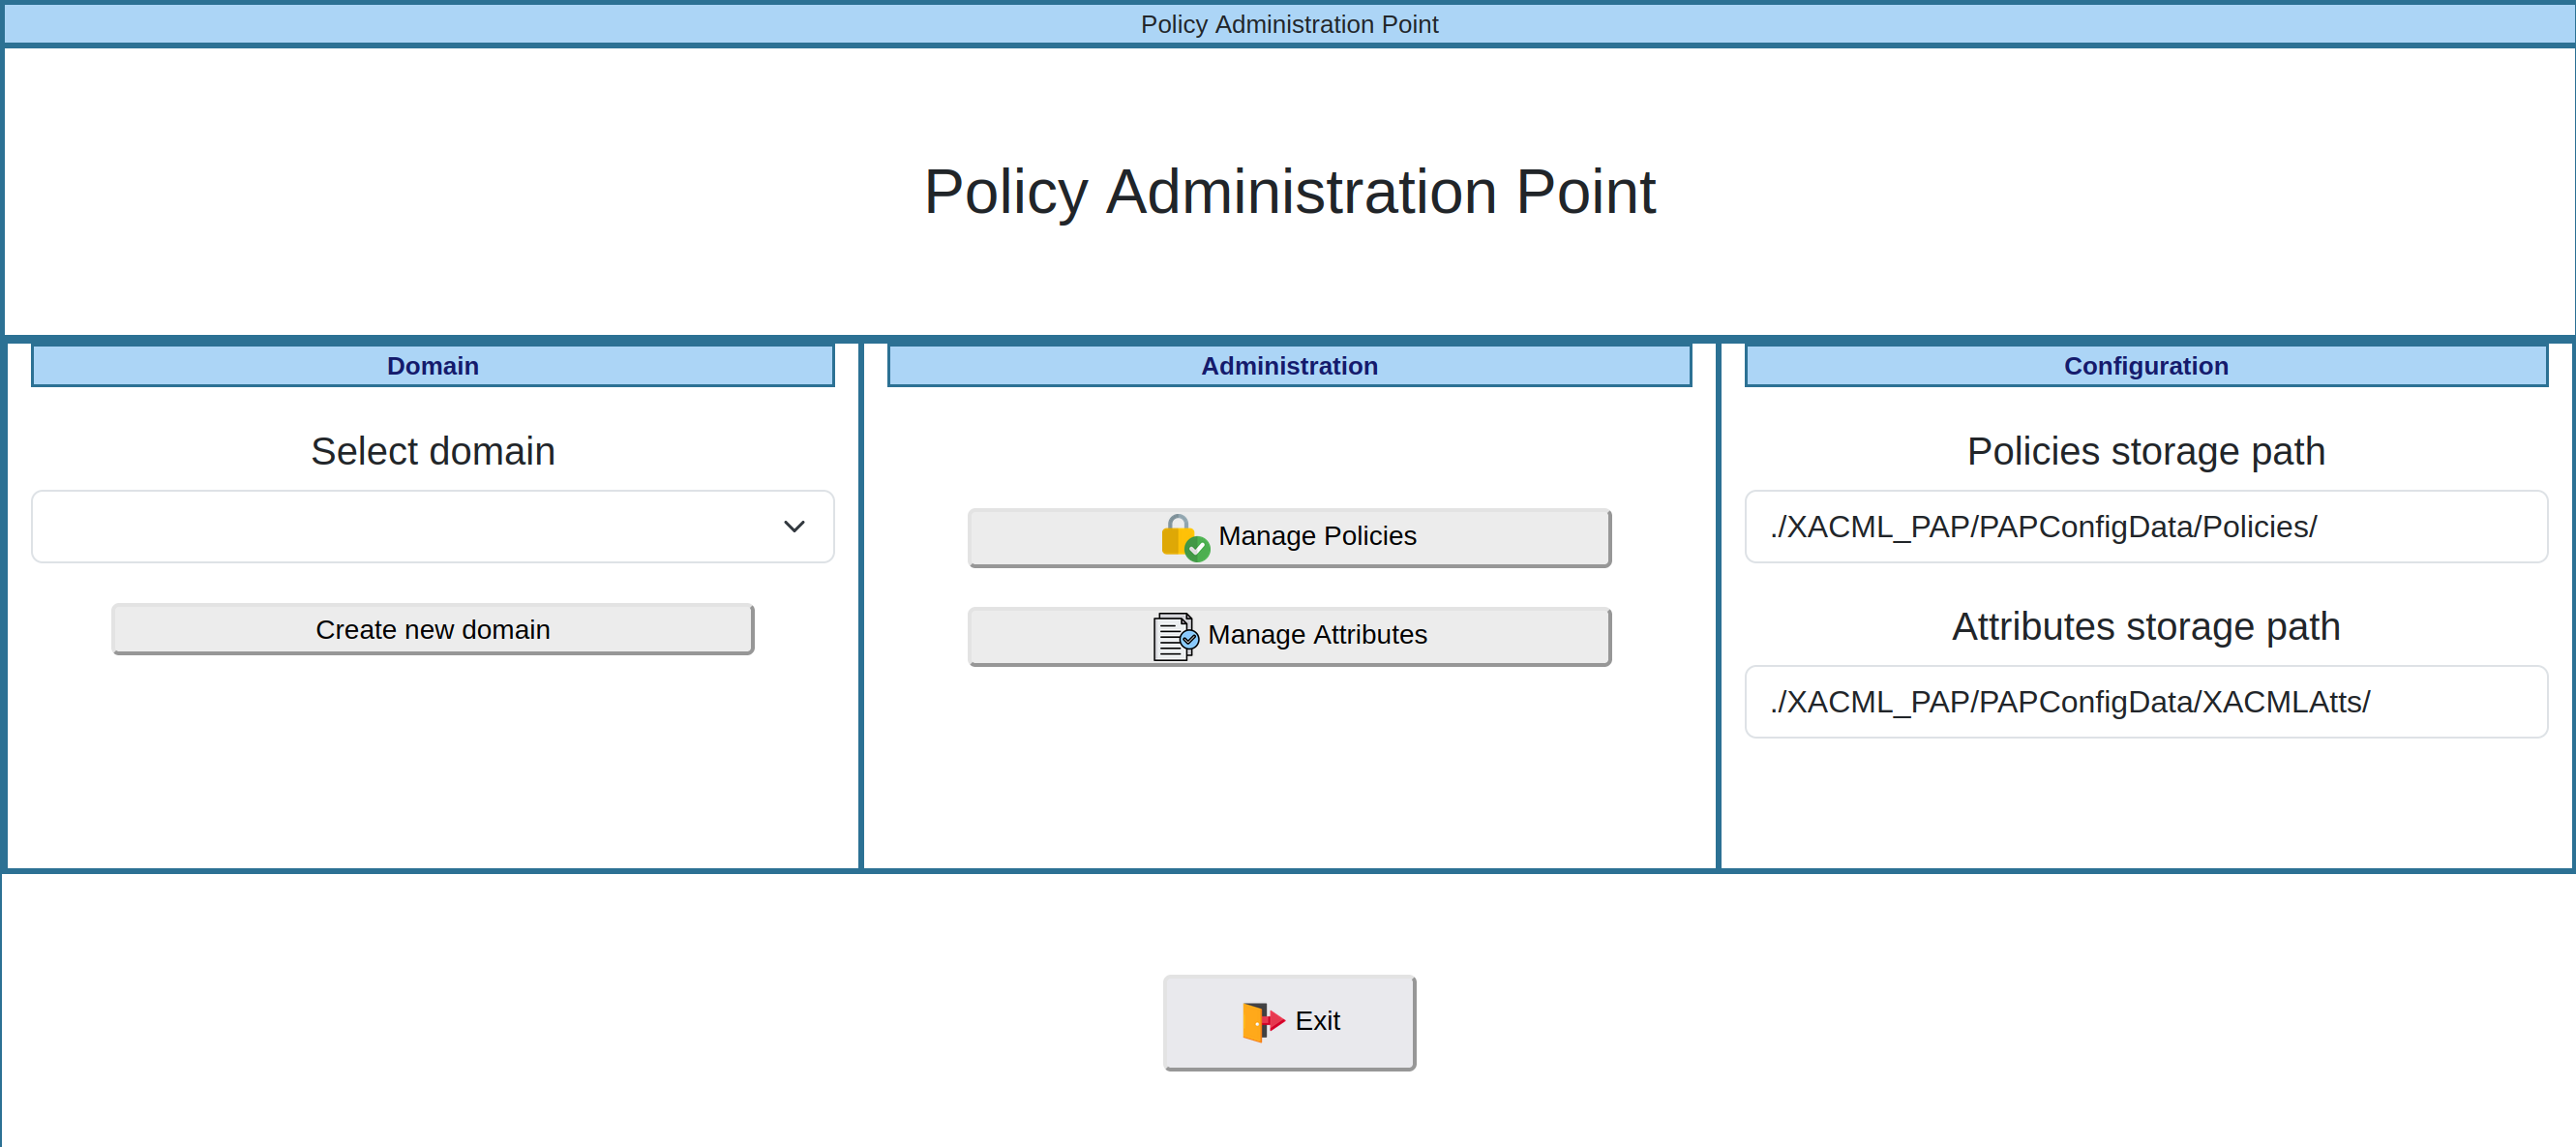 Policy Administration Point
Policy Administration Point
Domain
Select domain
Create new domain
Administration
Manage Policies
Manage Attributes
Configuration
Policies storage path
./XACML_PAP/PAPConfigData/Policies/
Attributes storage path
./XACML_PAP/PAPConfigData/XACMLAtts/
Exit